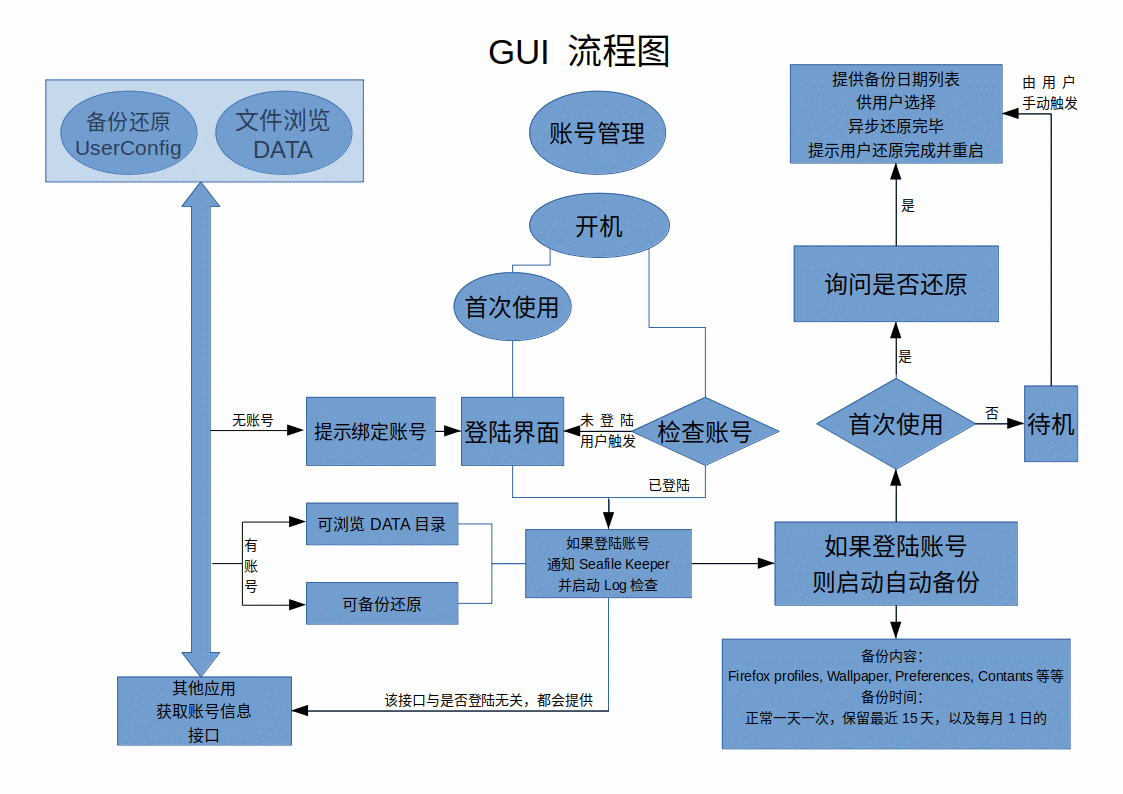 GUI 流程图
备份还原
UserConfig
文件浏览
DATA
账号管理
开机
首次使用
提供备份日期列表
供用户选择
异步还原完毕
提示用户还原完成并重启
由用户
手动触发
是
询问是否还原
是
首次使用
否
待机
无账号
提示绑定账号
登陆界面
未登陆
用户触发
检查账号
已登陆
有
账
号
可浏览 DATA 目录
可备份还原
如果登陆账号
通知 Seafile Keeper
并启动 Log 检查
如果登陆账号
则启动自动备份
备份内容：
Firefox profiles, Wallpaper, Preferences, Contants 等等
备份时间：
正常一天一次，保留最近 15 天，以及每月 1 日的
其他应用
获取账号信息
接口
该接口与是否登陆无关，都会提供